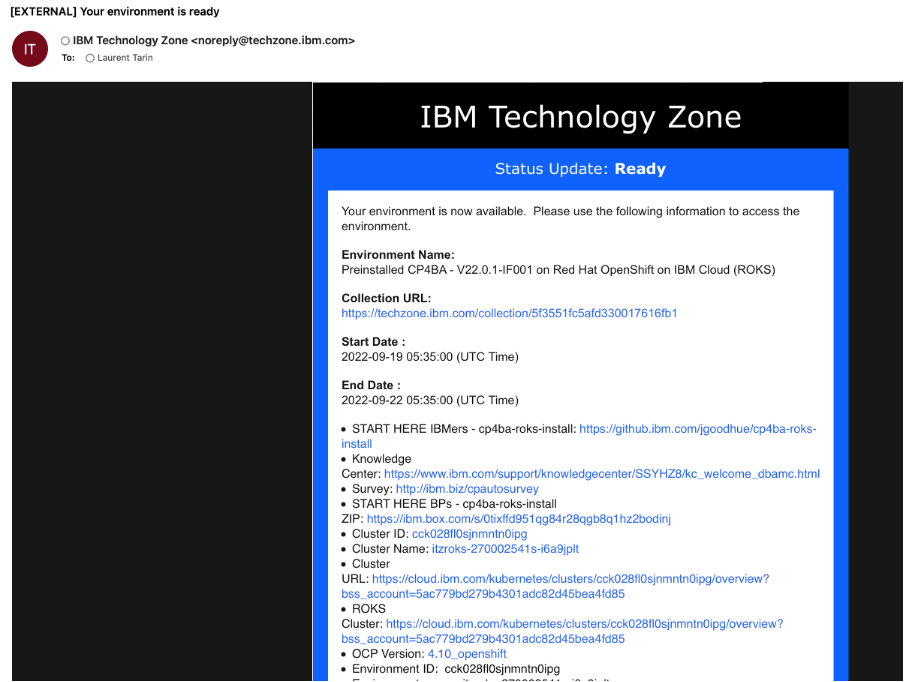 [EXTERNAL] Your environment is ready
IT
IBM Technology Zone <noreply@techzone.ibm.com>
To: Laurent Tarin
IBM Technology Zone
Status Update: Ready
Your environment is now available. Please use the following information to access the
environment.
Environment Name:
Preinstalled CP4BA - V22.0.1-IF001 on Red Hat OpenShift on IBM Cloud (ROKS)
Collection URL:
https://techzone.ibm.com/collection/5f3551fc5afd330017616fb1
Start Date :
2022-09-19 05:35:00 (UTC Time)
End Date :
2022-09-22 05:35:00 (UTC Time)
• START HERE IBMers - cp4ba-roks-install: https://github.ibm.com/jgoodhue/cp4ba-roks-
install
• Knowledge
Center: https://www.ibm.com/support/knowledgecenter/SSYHZ8/kc_welcome_dbamc.html
• Survey: http://ibm.biz/cpautosurvey
• START HERE BPs - cp4ba-roks-install
ZIP: https://ibm.box.com/s/0tixffd951qg84r28qgb8q1hz2bodinj
• Cluster ID: cck028fl0sjnmntn0ipg
• Cluster Name: itzroks-270002541s-i6a9jplt
• Cluster
URL: https://cloud.ibm.com/kubernetes/clusters/cck028fl0sjnmntn0ipg/overview?
bss_account=5ac779bd279b4301adc82d45bea4fd85
• ROKS
Cluster: https://cloud.ibm.com/kubernetes/clusters/cck028fl0sjnmntn0ipg/overview?
bss_account=5ac779bd279b4301adc82d45bea4fd85
• OCP Version: 4.10_openshift
• Environment ID: cck028fl0sjnmntn0ipg